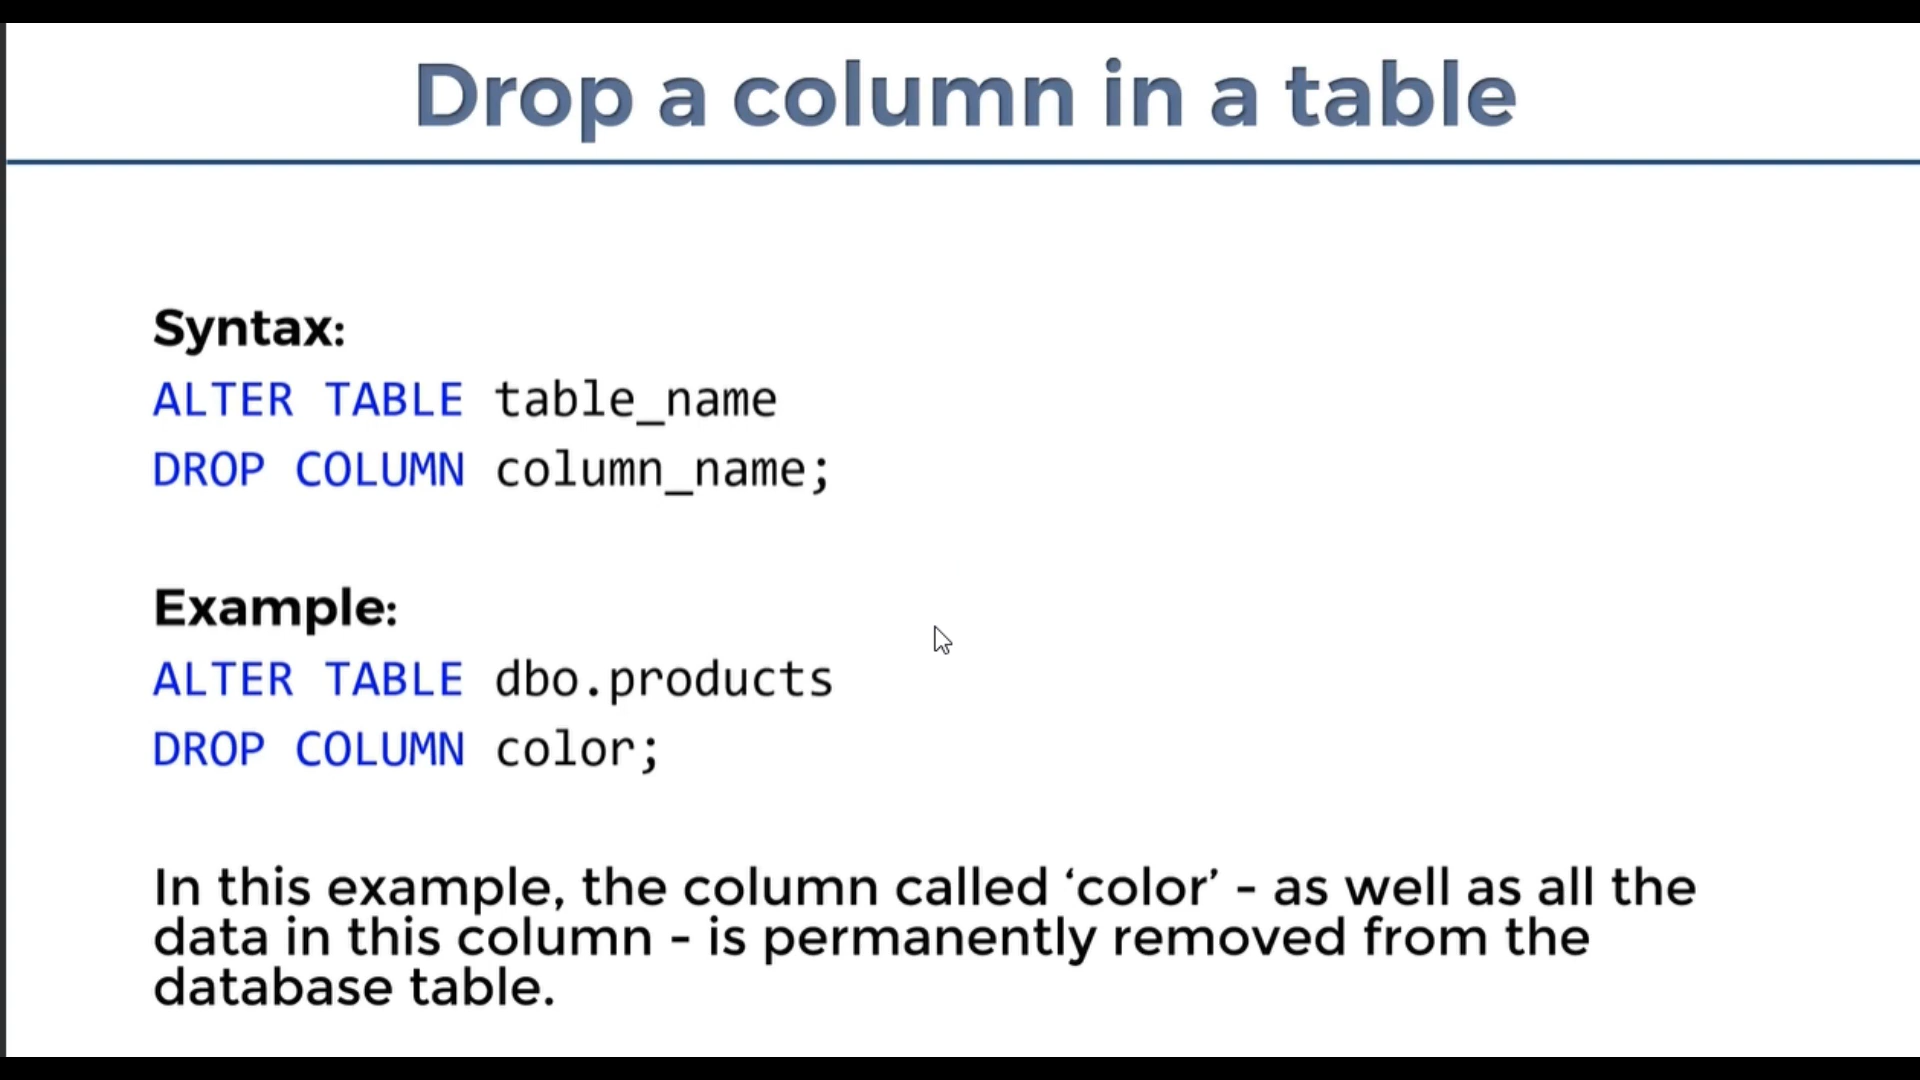 Drop a column in a table
Syntax:
ALTER TABLE table_name
DROP COLUMN column_name;
Example:
ALTER TABLE dbo.products
DROP COLUMN color;
In this example, the column called ‘color’ - as well as all the
data in this column - is permanently removed from the
database table.